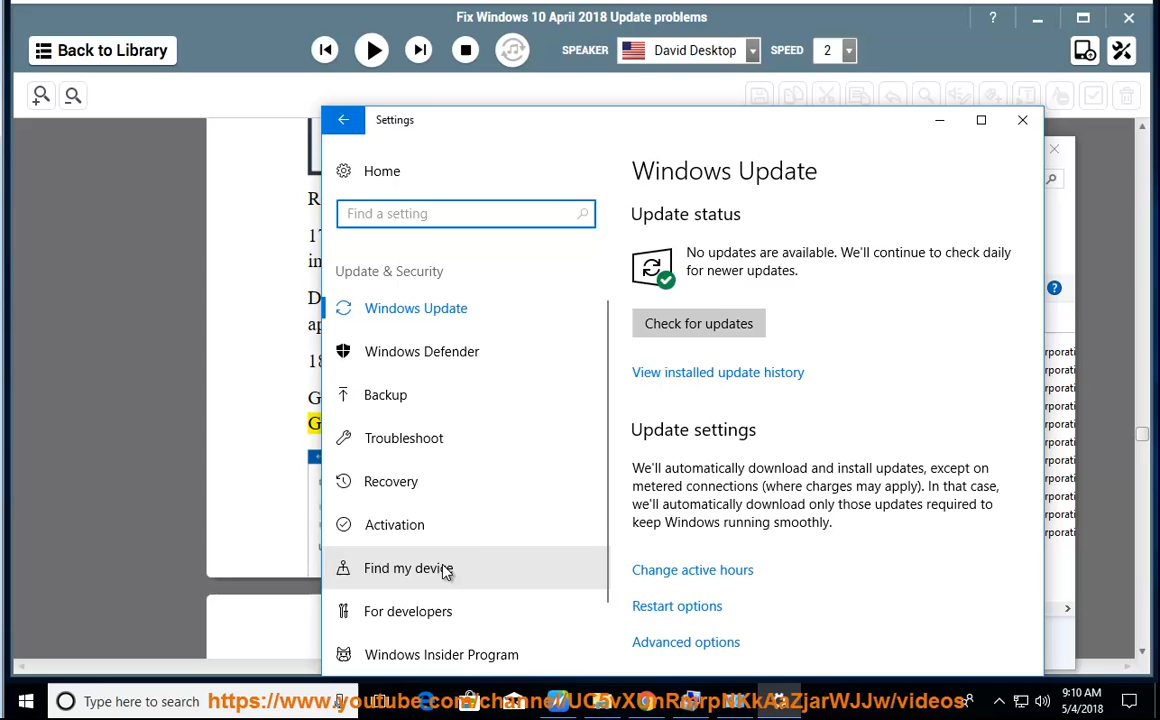 Fix Windows 10 April 2018 Update problems
?
Back to Library
SPEAKER
David Desktop
SPEED
2
Settings
Home
Find a setting
Update & Security
Windows Update
Windows Defender
Backup
Troubleshoot
Recovery
Activation
Find my device
For developers
Windows Insider Program
Windows Update
Update status
No updates are available. We'll continue to check daily
for newer updates.
Check for updates
View installed update history
Update settings
We'll automatically download and install updates, except on
metered connections (where charges may apply). In that case,
we'll automatically download only those updates required to
keep Windows running smoothly.
Change active hours
Restart options
Advanced options
Type here to search
9:10 AM
5/4/2018